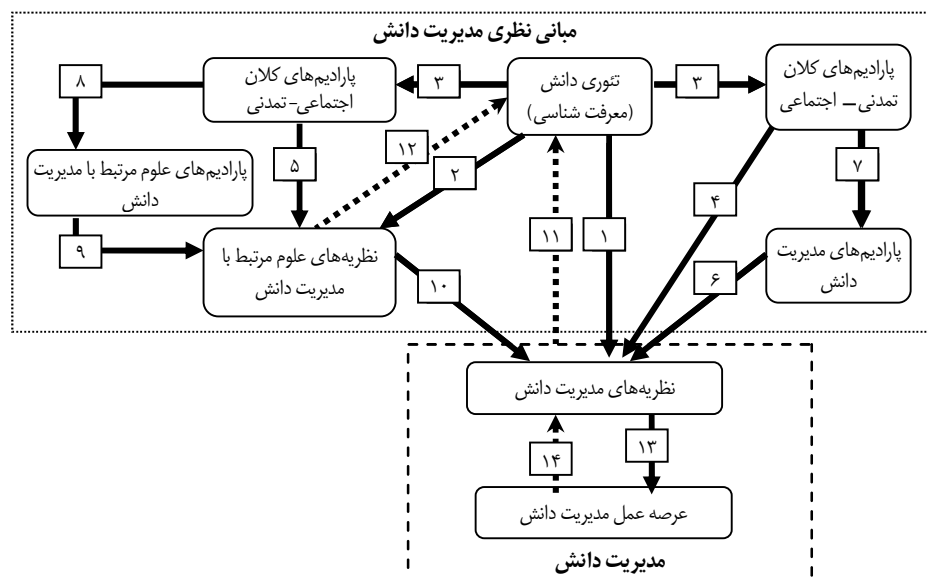 مبانی نظری مدیریت دانش
پارادیم‌های کلان
تمدنی – اجتماعی
۳
تئوری دانش
(معرفت شناسی)
۳
پارادیم‌های کلان
اجتماعی-تمدنی
۸
۷
۴
۱
۱۱
۲
۱۲
۵
پارادیم‌های علوم مرتبط با مدیریت
دانش
پارادیم‌های مدیریت
دانش
۶
۱۰
نظریه‌های علوم مرتبط با
مدیریت دانش
۹
نظریه‌های مدیریت دانش
۱۳
۱۴
عرصه عمل مدیریت دانش
مدیریت دانش